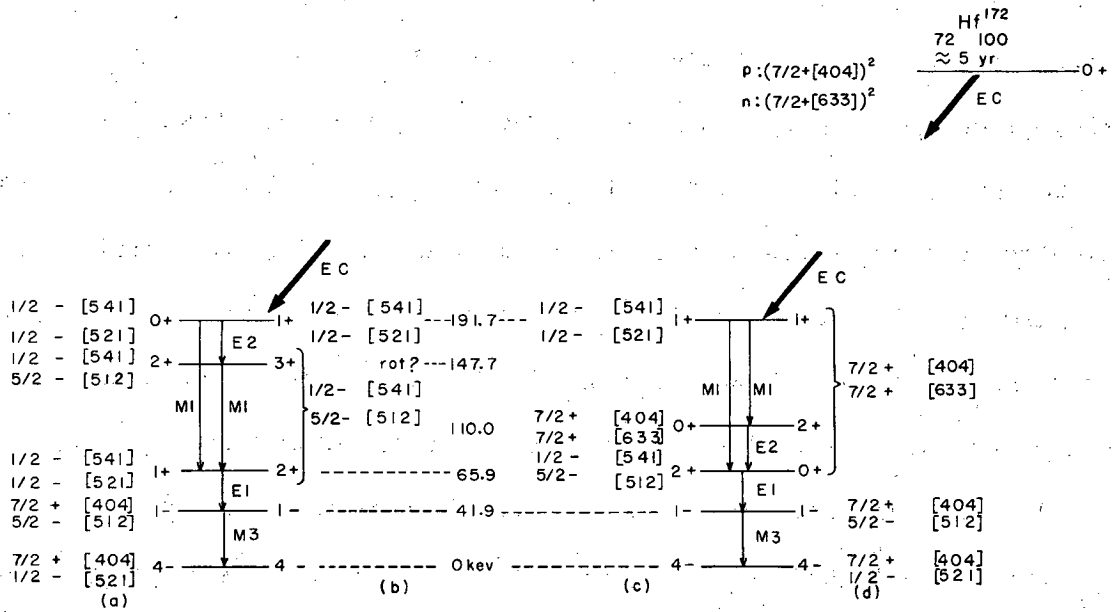 Hf¹⁷²
72 100
≈ 5 yr
p:(7/2+[404])²
0+
n:(7/2+[633])²
EC
EC
EC
1/2 - [541]
0+
1+
1/2 - [541]
---191.7---
1/2 - [541]
1+
1+
1/2 - [521]
1/2 - [521]
1/2 - [521]
E2
1/2 - [541]
2+
3+
rot? ---147.7
7/2 + [404]
5/2 - [512]
7/2 + [633]
1/2- [541]
M1
M1
5/2- [512]
M1
M1
110.0
7/2 + [404]
0+
2+
7/2 + [633]
E2
1/2 - [541]
1+
2+
65.9
1/2 - [541]
2+
0+
1/2 - [521]
5/2- [512]
E1
E1
7/2 + [404]
1-
1-
41.9
1-
1-
7/2+ [404]
5/2 - [512]
5/2 - [512]
M3
M3
7/2 + [404]
4-
4
0 kev
4-
4-
7/2 + [404]
1/2 - [521]
1/2 - [521]
(a)
(b)
(c)
(d)